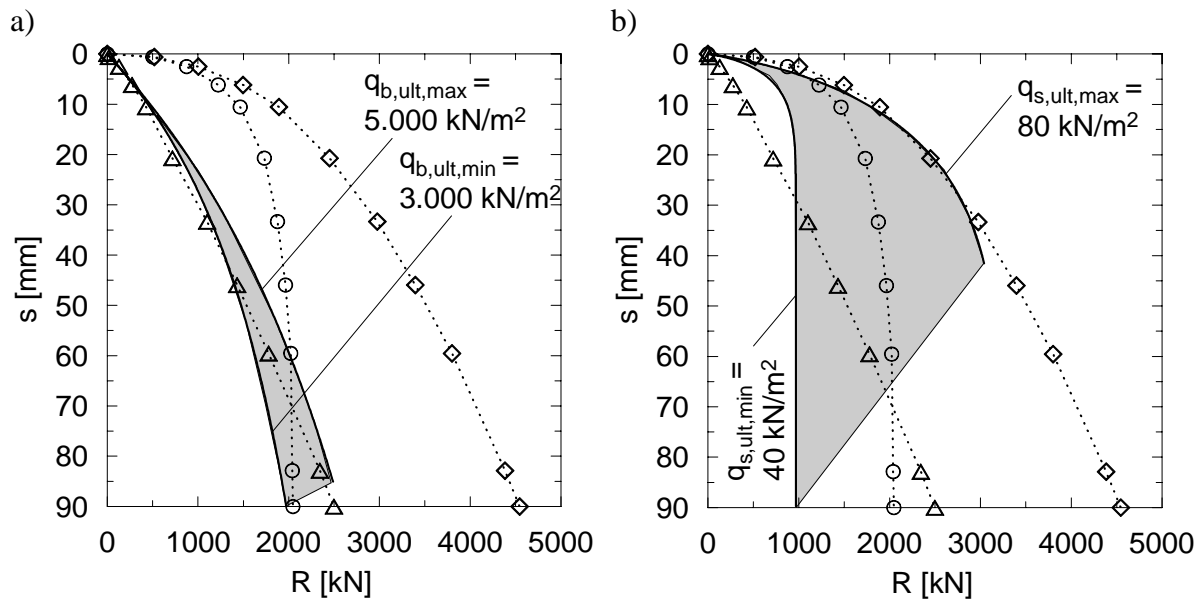 a)
0
10
20
30
40
50
60
70
80
90
s [mm]
0 1000 2000 3000 4000 5000
R [kN]
q_b,ult,max =
5.000 kN/m²
q_b,ult,min =
3.000 kN/m²
b)
0
10
20
30
40
50
60
70
80
90
s [mm]
0 1000 2000 3000 4000 5000
R [kN]
q_s,ult,max =
80 kN/m²
q_s,ult,min =
40 kN/m²